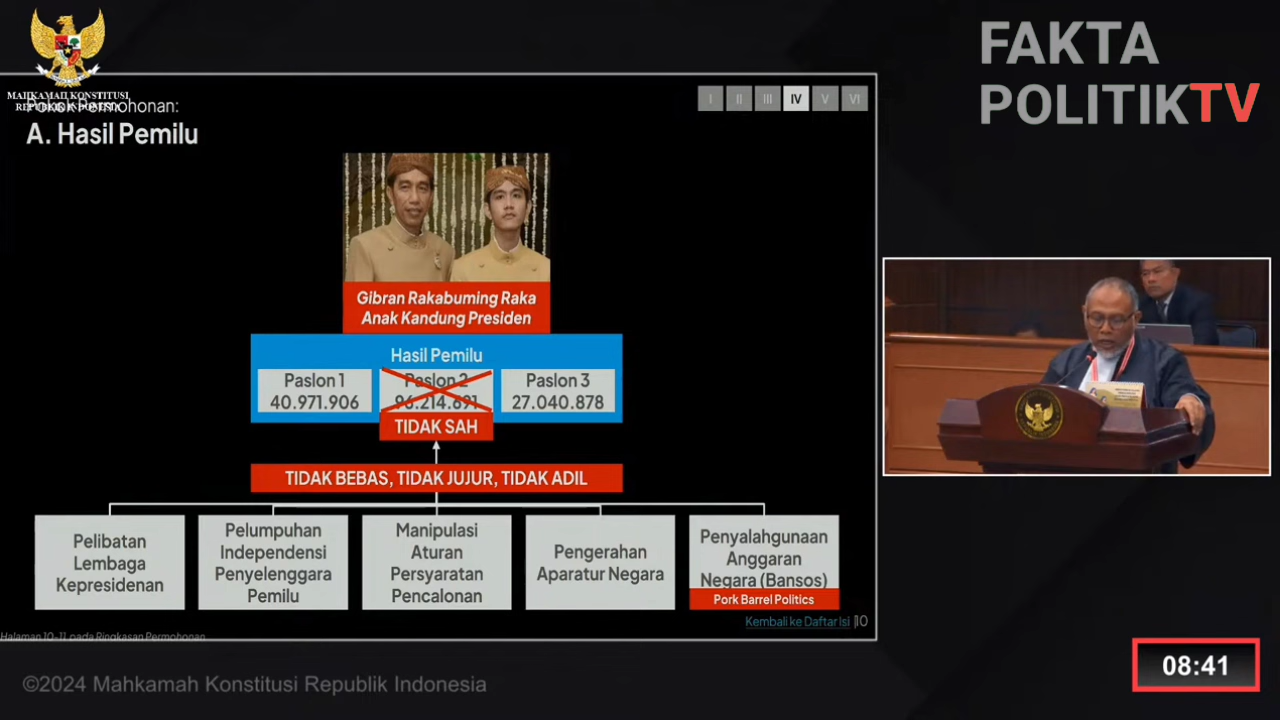 MAHKAMAH KONSTITUSI
REPUBLIK INDONESIA
Pokok Permohonan:
A. Hasil Pemilu
I II III IV V VI
FAKTA
POLITIKTV
Gibran Rakabuming Raka
Anak Kandung Presiden
Hasil Pemilu
Paslon 1
40.971.906
Paslon 2
96.214.691
Paslon 3
27.040.878
TIDAK SAH
TIDAK BEBAS, TIDAK JUJUR, TIDAK ADIL
Pelibatan
Lembaga
Kepresidenan
Pelumpuhan
Independensi
Penyelenggara
Pemilu
Manipulasi
Aturan
Persyaratan
Pencalonan
Pengerahan
Aparatur Negara
Penyalahgunaan
Anggaran
Negara (Bansos)
Pork Barrel Politics
Kembali ke Daftar Isi |10
Halaman 10-11 pada Ringkasan Permohonan
©2024 Mahkamah Konstitusi Republik Indonesia
08:41